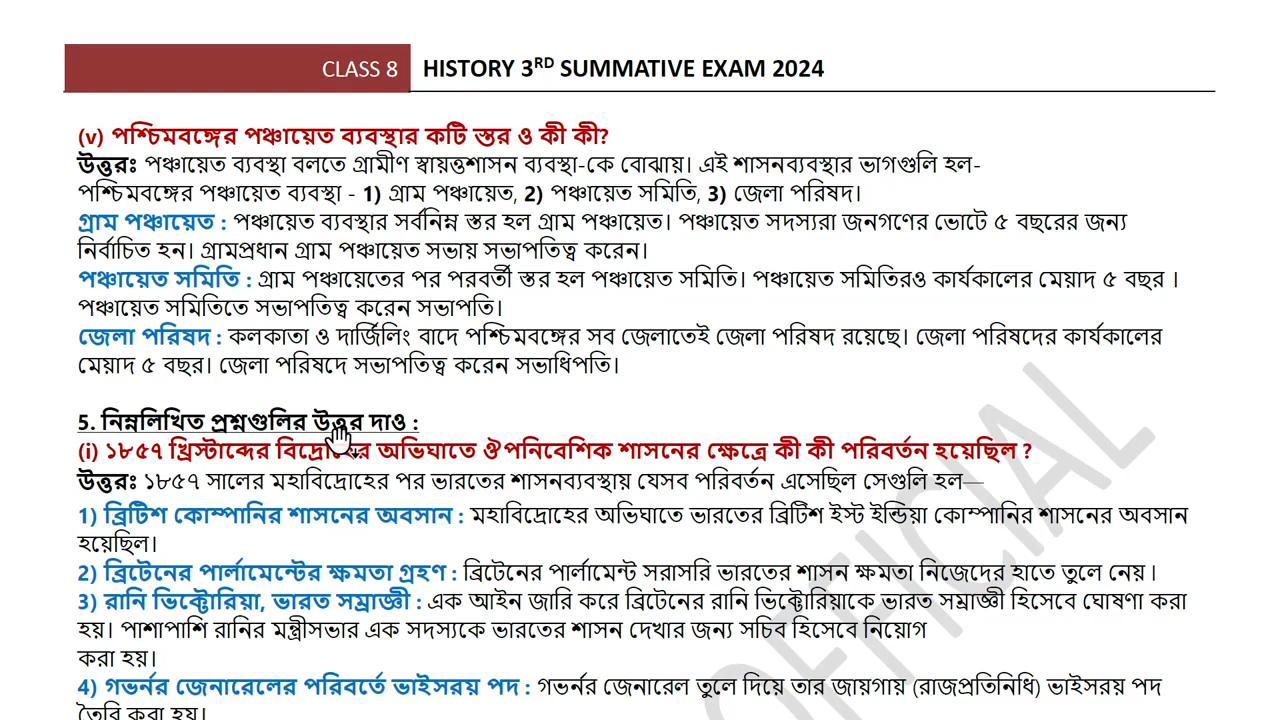 CLASS 8 HISTORY 3RD SUMMATIVE EXAM 2024
(v) পশ্চিমবঙ্গের পঞ্চায়েত ব্যবস্থার কটি স্তর ও কী কী?
উত্তরঃ পঞ্চায়েত ব্যবস্থা বলতে গ্রামীণ স্বায়ত্তশাসন ব্যবস্থা-কে বোঝায়। এই শাসনব্যবস্থার ভাগগুলি হল-
পশ্চিমবঙ্গের পঞ্চায়েত ব্যবস্থা - 1) গ্রাম পঞ্চায়েত, 2) পঞ্চায়েত সমিতি, 3) জেলা পরিষদ।
গ্রাম পঞ্চায়েত : পঞ্চায়েত ব্যবস্থার সর্বনিম্ন স্তর হল গ্রাম পঞ্চায়েত। পঞ্চায়েত সদস্যরা জনগণের ভোটে ৫ বছরের জন্য
নির্বাচিত হন। গ্রামপ্রধান গ্রাম পঞ্চায়েত সভায় সভাপতিত্ব করেন।
পঞ্চায়েত সমিতি : গ্রাম পঞ্চায়েতের পর পরবর্তী স্তর হল পঞ্চায়েত সমিতি। পঞ্চায়েত সমিতিরও কার্যকালের মেয়াদ ৫ বছর ।
পঞ্চায়েত সমিতিতে সভাপতিত্ব করেন সভাপতি।
জেলা পরিষদ : কলকাতা ও দার্জিলিং বাদে পশ্চিমবঙ্গের সব জেলাতেই জেলা পরিষদ রয়েছে। জেলা পরিষদের কার্যকালের
মেয়াদ ৫ বছর। জেলা পরিষদে সভাপতিত্ব করেন সভাধিপতি।
5. নিম্নলিখিত প্রশ্নগুলির উত্তর দাও :
(i) ১৮৫৭ খ্রিস্টাব্দের বিদ্রোহের অভিঘাতে ঔপনিবেশিক শাসনের ক্ষেত্রে কী কী পরিবর্তন হয়েছিল ?
উত্তরঃ ১৮৫৭ সালের মহাবিদ্রোহের পর ভারতের শাসনব্যবস্থায় যেসব পরিবর্তন এসেছিল সেগুলি হল—
1) ব্রিটিশ কোম্পানির শাসনের অবসান : মহাবিদ্রোহের অভিঘাতে ভারতের ব্রিটিশ ইস্ট ইন্ডিয়া কোম্পানির শাসনের অবসান
হয়েছিল।
2) ব্রিটেনের পার্লামেন্টের ক্ষমতা গ্রহণ : ব্রিটেনের পার্লামেন্ট সরাসরি ভারতের শাসন ক্ষমতা নিজেদের হাতে তুলে নেয়।
3) রানি ভিক্টোরিয়া, ভারত সম্রাজ্ঞী : এক আইন জারি করে ব্রিটেনের রানি ভিক্টোরিয়াকে ভারত সম্রাজ্ঞী হিসেবে ঘোষণা করা
হয়। পাশাপাশি রানির মন্ত্রীসভার এক সদস্যকে ভারতের শাসন দেখার জন্য সচিব হিসেবে নিয়োগ
করা হয়।
4) গভর্নর জেনারেলের পরিবর্তে ভাইসরয় পদ : গভর্নর জেনারেল তুলে দিয়ে তার জায়গায় (রাজপ্রতিনিধি) ভাইসরয় পদ
তৈরি করা হয়।
OFFICIAL